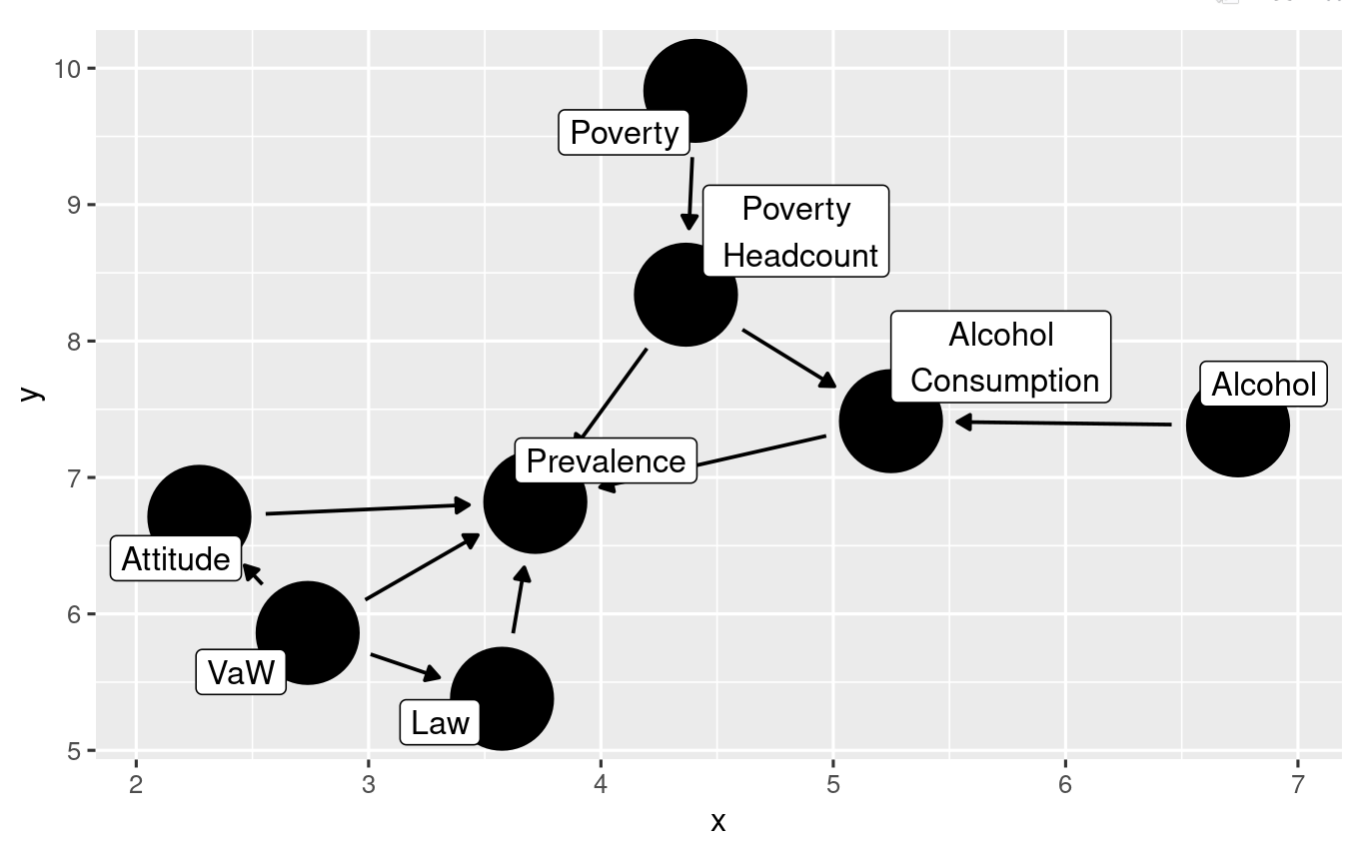 10
Poverty
9
Poverty
Headcount
8
Alcohol
Consumption
Alcohol
y
Prevalence
7
Attitude
6
VaW
Law
5
2 3 4 5 6 7
x